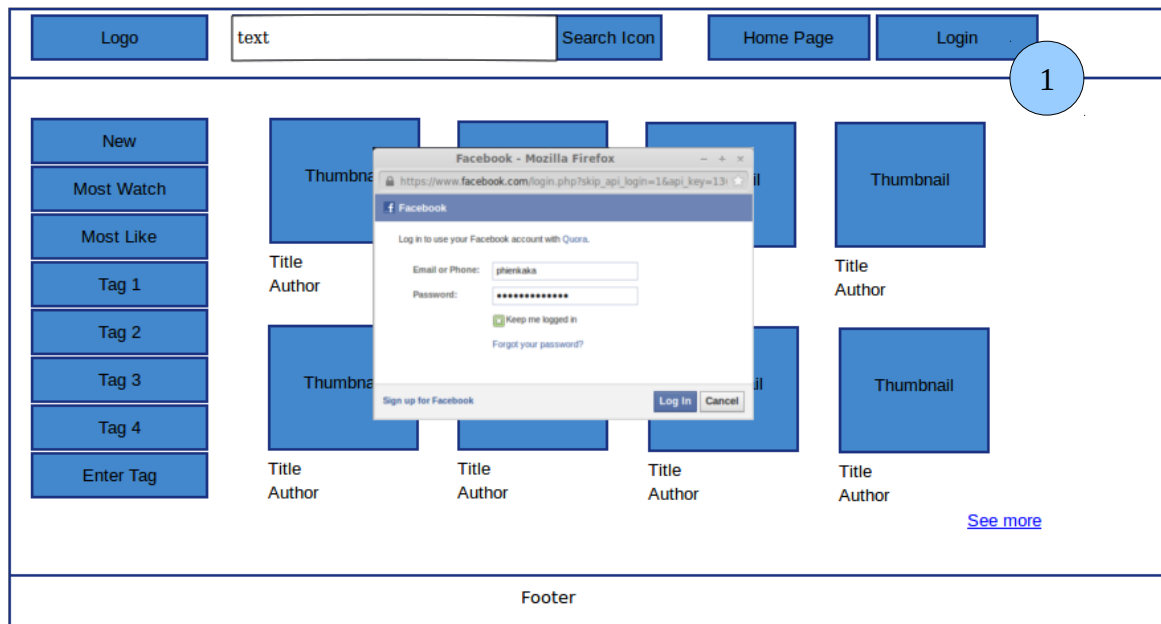 Logo
text
Search Icon
Home Page
Login
1
New
Most Watch
Most Like
Tag 1
Tag 2
Tag 3
Tag 4
Enter Tag
Thumbnail
Title
Author
Title
Author
Thumbnail
Title
Author
Title
Author
Title
Author
Thumbnail
Title
Author
See more
Facebook - Mozilla Firefox
https://www.facebook.com/login.php?skip_api_login=1&api_key=13
Facebook
Log in to use your Facebook account with Quora.
Email or Phone: phienkaka
Password: •••••••••••••
Keep me logged in
Forgot your password?
Sign up for Facebook
Log In
Cancel
Footer